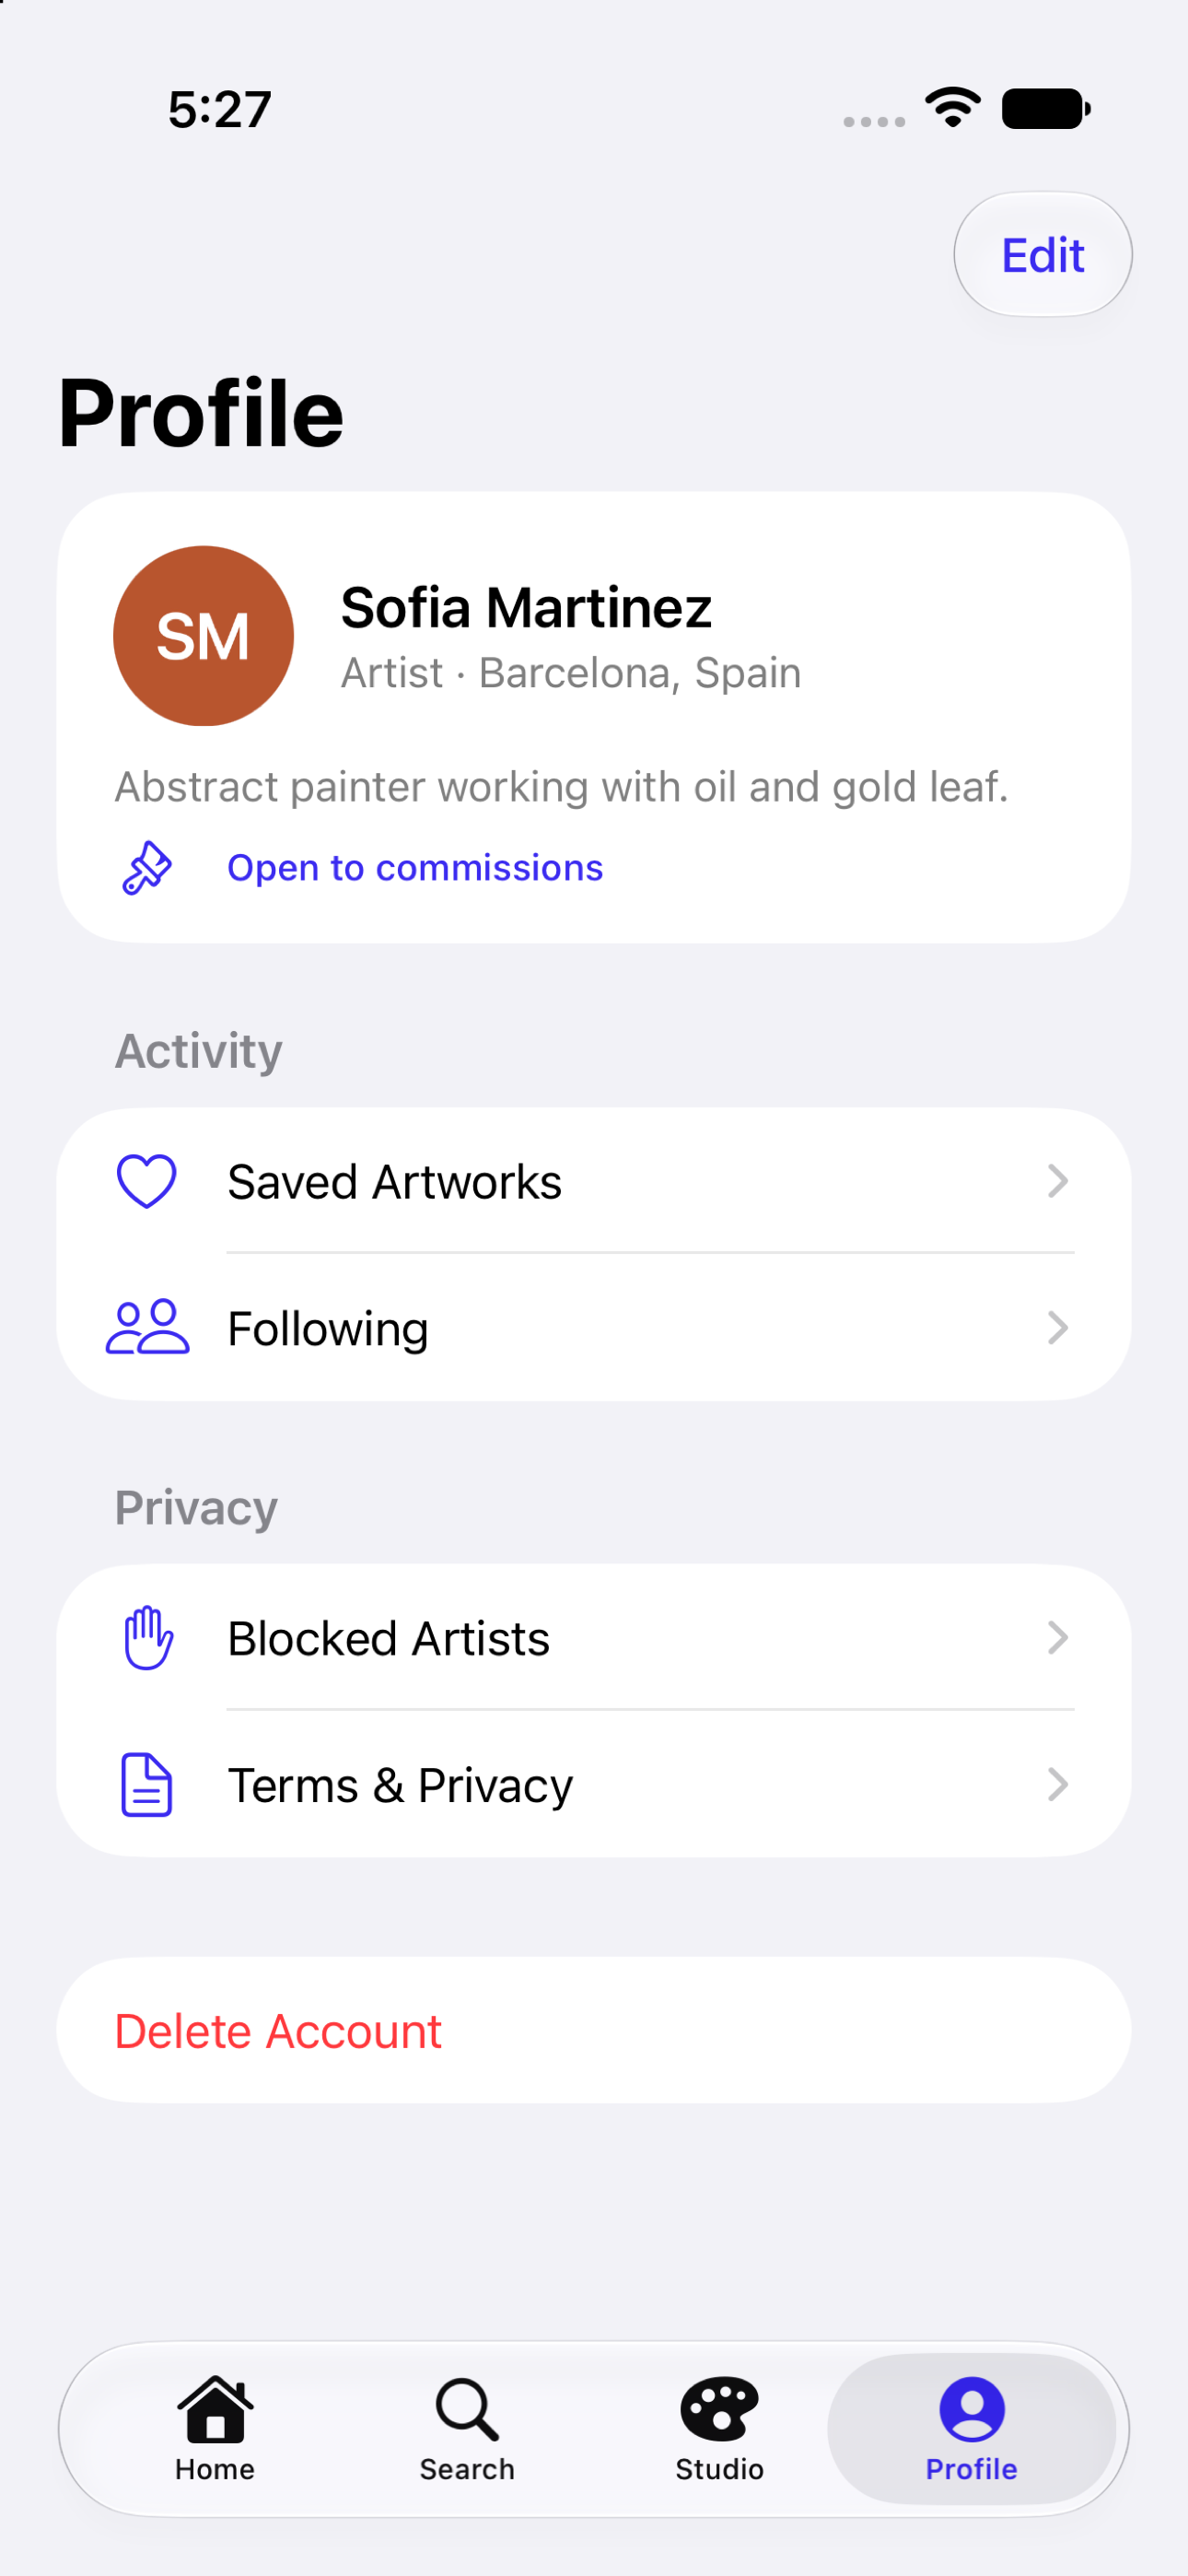 5:27
Edit
Profile
SM
Sofia Martinez
Artist · Barcelona, Spain
Abstract painter working with oil and gold leaf.
Open to commissions
Activity
Saved Artworks
Following
Privacy
Blocked Artists
Terms & Privacy
Delete Account
Home
Search
Studio
Profile